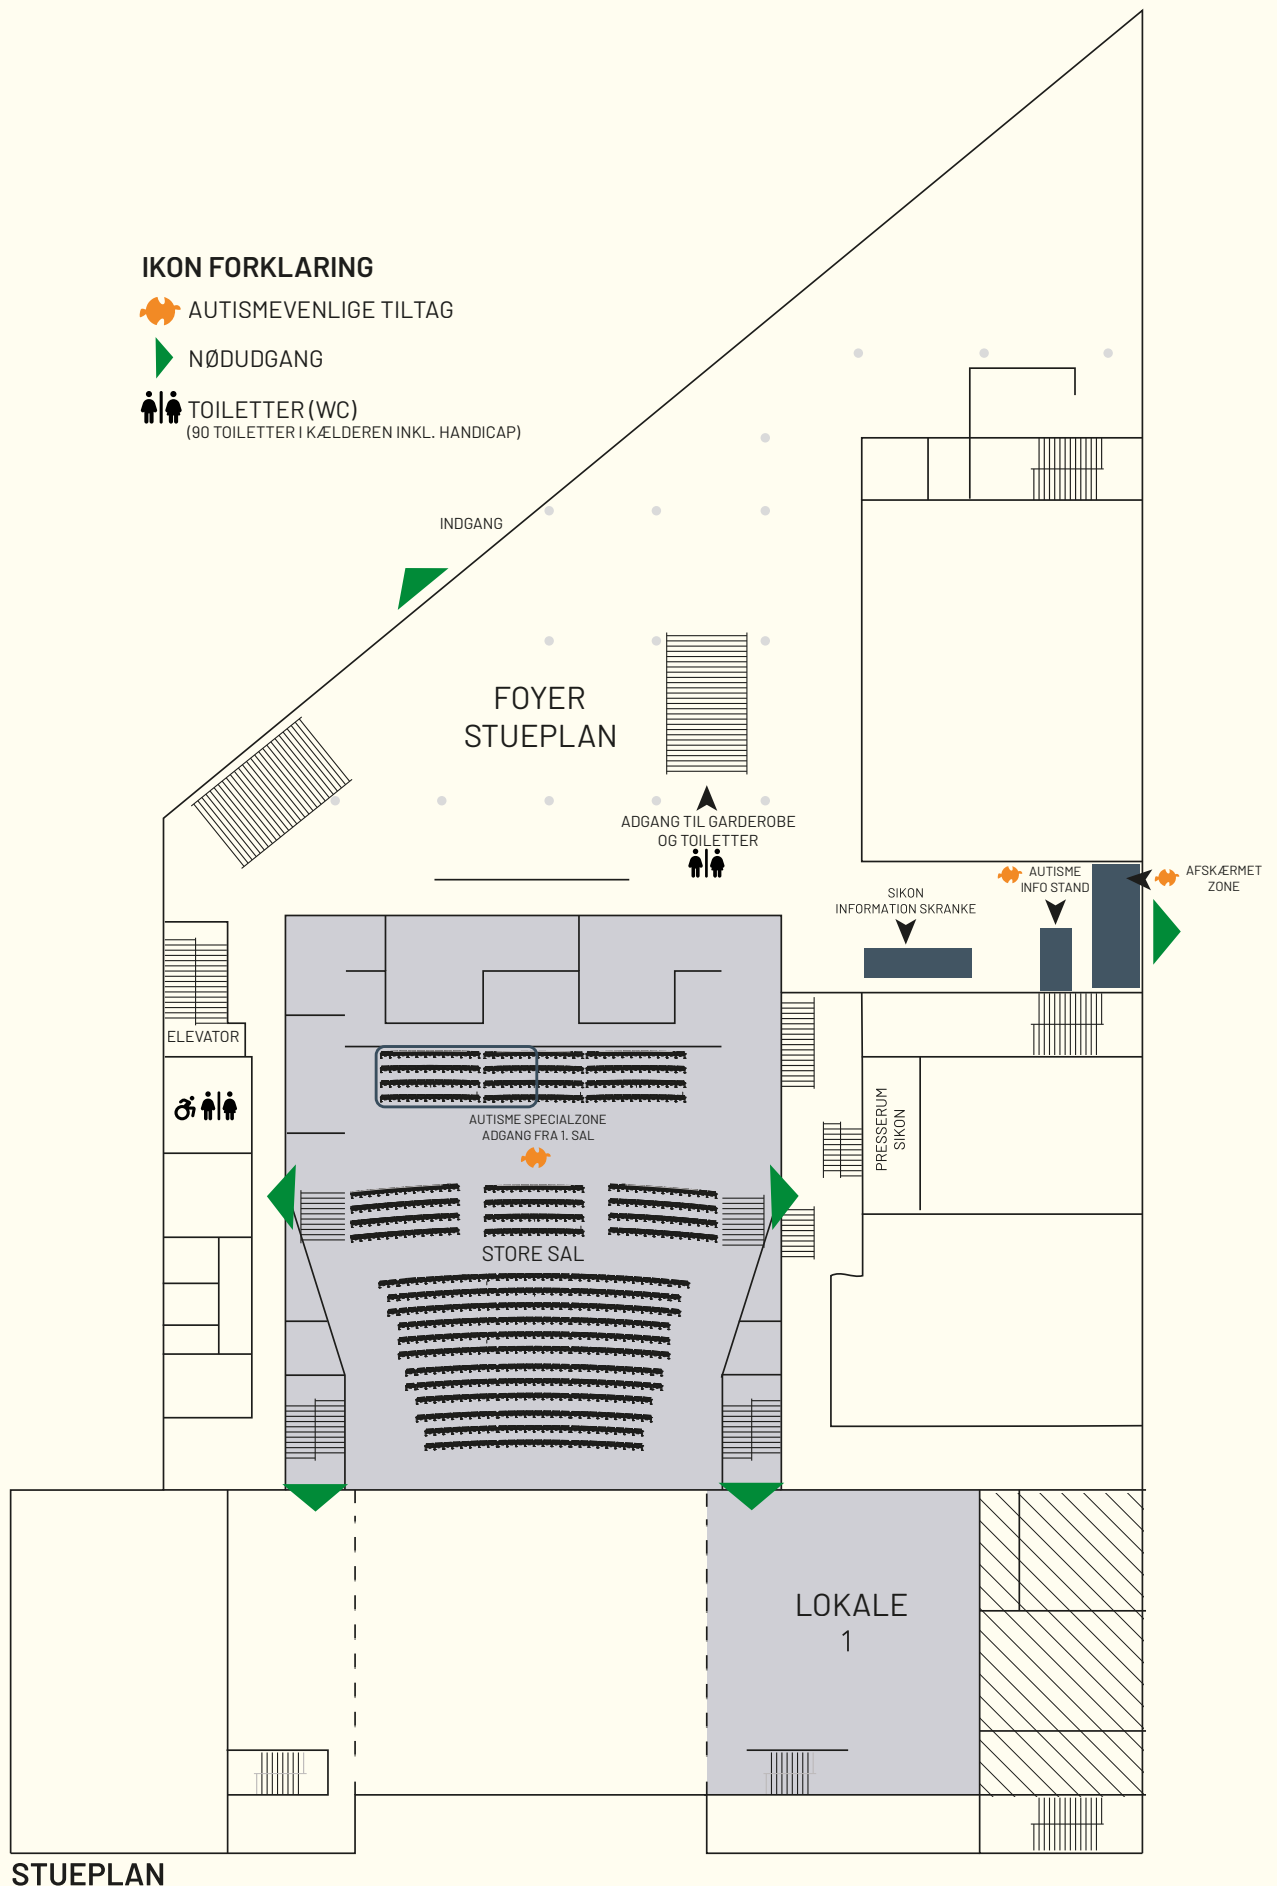 IKON FORKLARING
AUTISMEVENLIGE TILTAG
NØDUDGANG
TOILETTER (WC)
(90 TOILETTER I KÆLDEREN INKL. HANDICAP)
INDGANG
FOYER
STUEPLAN
ADGANG TIL GARDEROBE
OG TOILETTER
AUTISME
INFO STAND
AFSKÆRMET
ZONE
SIKON
INFORMATION SKRANKE
ELEVATOR
PRESSERUM
SIKON
AUTISME SPECIALZONE
ADGANG FRA 1. SAL
STORE SAL
LOKALE
1
STUEPLAN